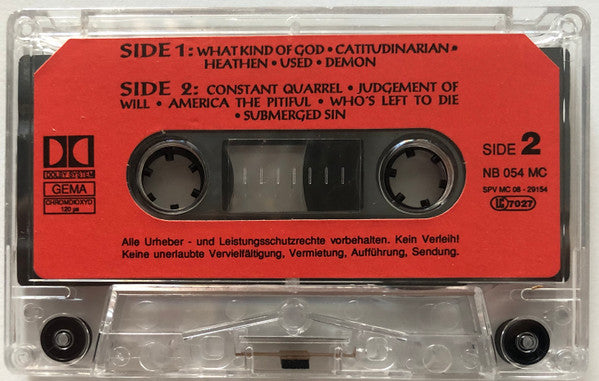 SIDE 1: WHAT KIND OF GOD • CATITUDINARIAN •
HEATHEN • USED • DEMON
SIDE 2: CONSTANT QUARREL • JUDGEMENT OF
WILL • AMERICA THE PITIFUL • WHO'S LEFT TO DIE
• SUBMERGED SIN
DOLBY SYSTEM
GEMA
CHROMDIOXYD
120 µs
SIDE 2
NB 054 MC
SPV MC 08 - 29154
LC 7027
Alle Urheber - und Leistungsschutzrechte vorbehalten. Kein Verleih!
Keine unerlaubte Vervielfältigung, Vermietung, Aufführung, Sendung.